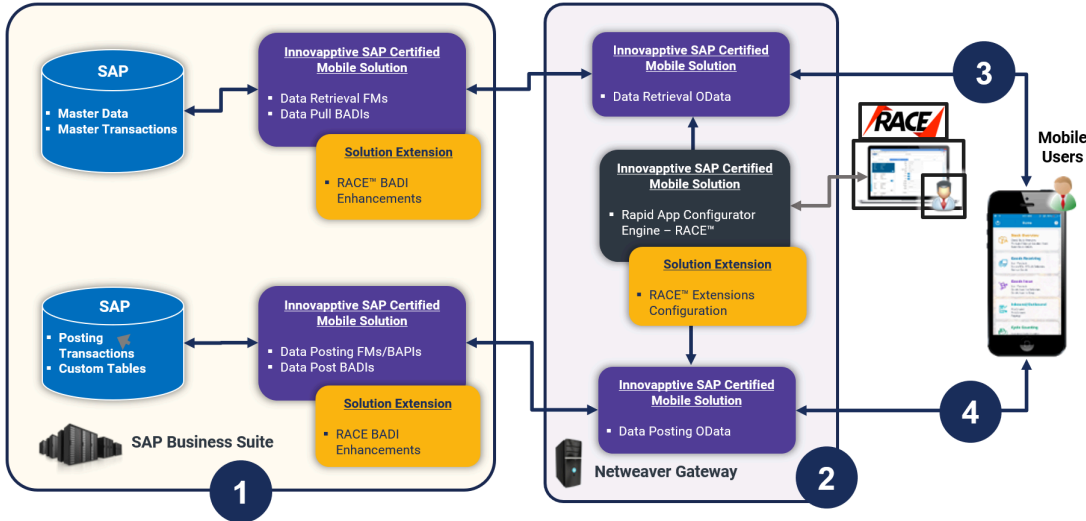 SAP
▪ Master Data
▪ Master Transactions
Innovapptive SAP Certified
Mobile Solution
▪ Data Retrieval FMs
▪ Data Pull BADIs
Solution Extension
▪ RACE™ BADI
Enhancements
SAP
▪ Posting
Transactions
▪ Custom Tables
Innovapptive SAP Certified
Mobile Solution
▪ Data Posting FMs/BAPIs
▪ Data Post BADIs
Solution Extension
▪ RACE BADI
Enhancements
SAP Business Suite
1
Innovapptive SAP Certified
Mobile Solution
▪ Data Retrieval OData
Innovapptive SAP Certified
Mobile Solution
▪ Rapid App Configurator
Engine – RACE™
Solution Extension
▪ RACE™ Extensions
Configuration
Innovapptive SAP Certified
Mobile Solution
▪ Data Posting OData
Netweaver Gateway
2
3
RACE
Mobile
Users
4